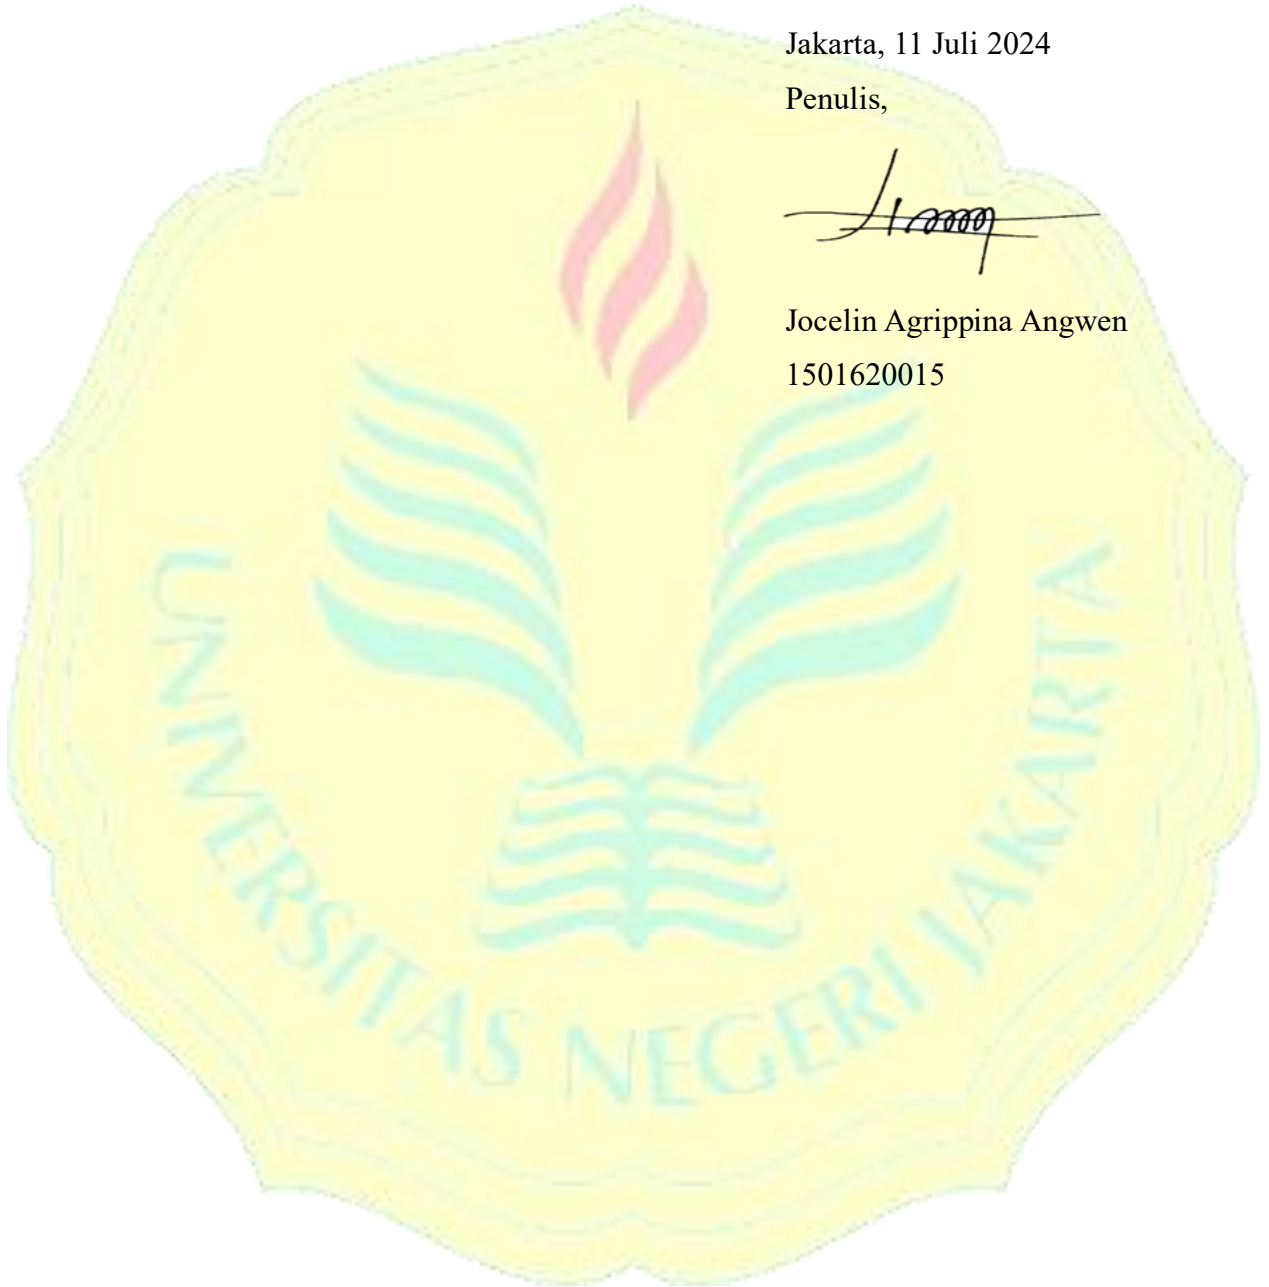 Jakarta, 11 Juli 2024
Penulis,
Jocelin Agrippina Angwen
1501620015
UNIVERSITAS NEGERI JAKARTA